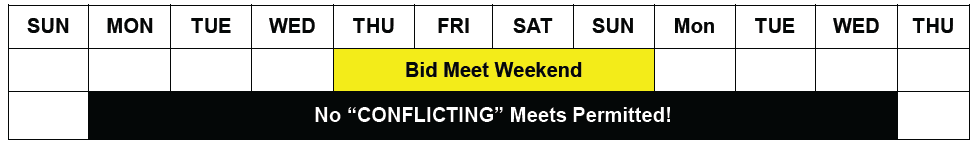 SUN MON TUE WED THU FRI SAT SUN Mon TUE WED THU
Bid Meet Weekend
No “CONFLICTING” Meets Permitted!